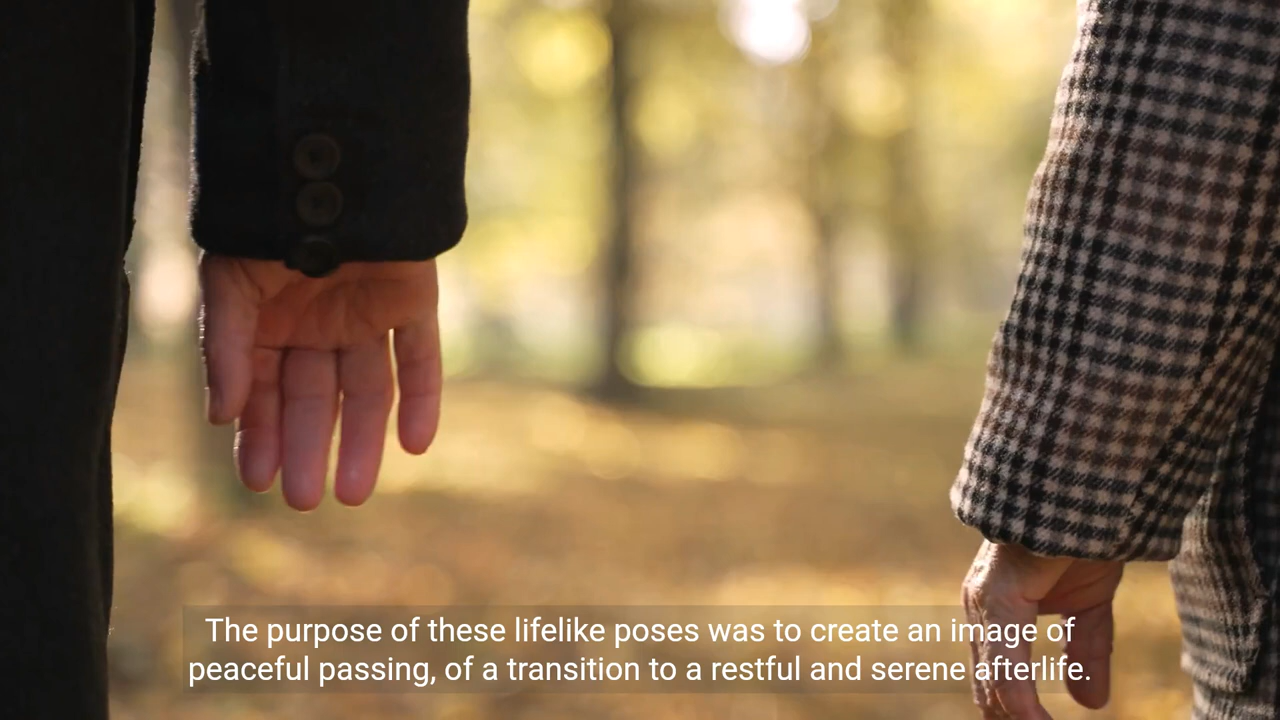 The purpose of these lifelike poses was to create an image of
peaceful passing, of a transition to a restful and serene afterlife.